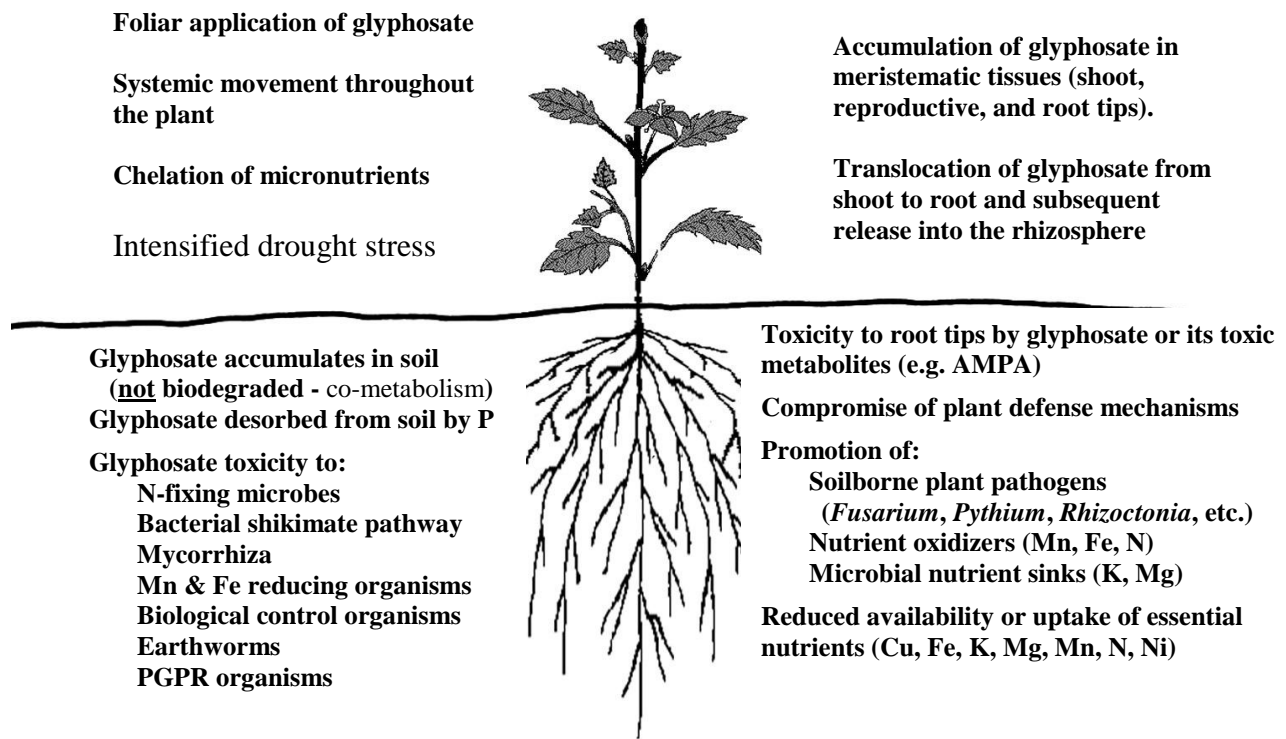 Foliar application of glyphosate
Systemic movement throughout
the plant
Chelation of micronutrients
Intensified drought stress
Accumulation of glyphosate in
meristematic tissues (shoot,
reproductive, and root tips).
Translocation of glyphosate from
shoot to root and subsequent
release into the rhizosphere
Glyphosate accumulates in soil
(not biodegraded - co-metabolism)
Glyphosate desorbed from soil by P
Glyphosate toxicity to:
N-fixing microbes
Bacterial shikimate pathway
Mycorrhiza
Mn & Fe reducing organisms
Biological control organisms
Earthworms
PGPR organisms
Toxicity to root tips by glyphosate or its toxic
metabolites (e.g. AMPA)
Compromise of plant defense mechanisms
Promotion of:
Soilborne plant pathogens
(Fusarium, Pythium, Rhizoctonia, etc.)
Nutrient oxidizers (Mn, Fe, N)
Microbial nutrient sinks (K, Mg)
Reduced availability or uptake of essential
nutrients (Cu, Fe, K, Mg, Mn, N, Ni)